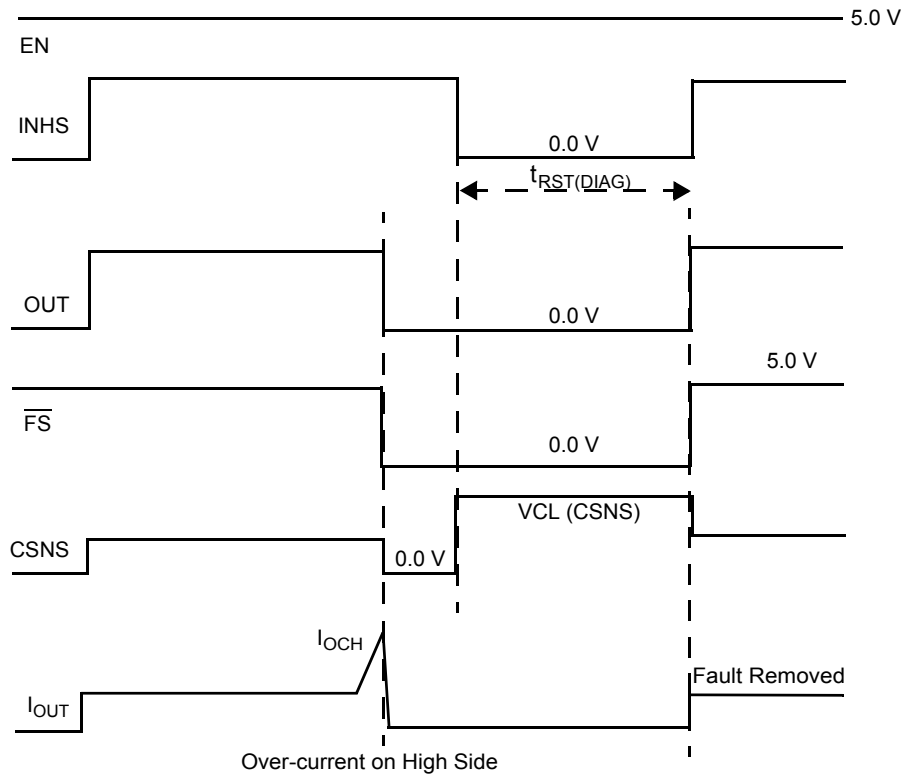 5.0 V
EN
INHS
0.0 V
tRST(DIAG)
OUT
0.0 V
5.0 V
FS
0.0 V
VCL (CSNS)
CSNS
0.0 V
IOCH
Fault Removed
IOUT
Over-current on High Side